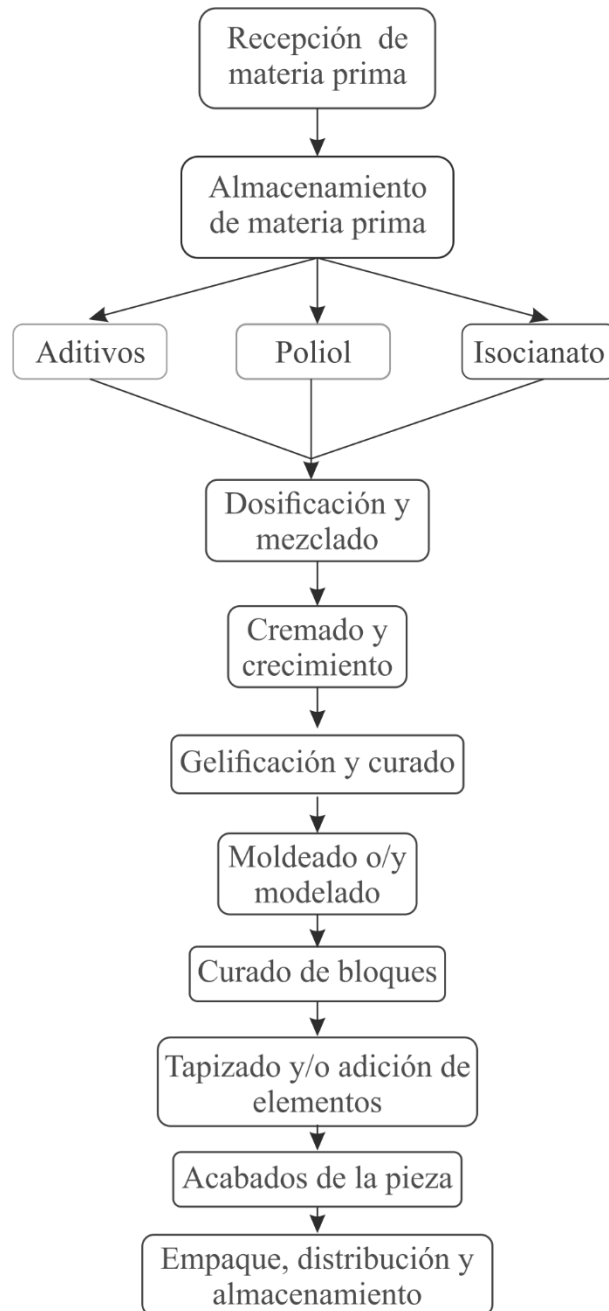 Recepción de
materia prima
Almacenamiento
de materia prima
Aditivos
Poliol
Isocianato
Dosificación y
mezclado
Cremado y
crecimiento
Gelificación y curado
Moldeado o/y
modelado
Curado de bloques
Tapizado y/o adición de
elementos
Acabados de la pieza
Empaque, distribución y
almacenamiento